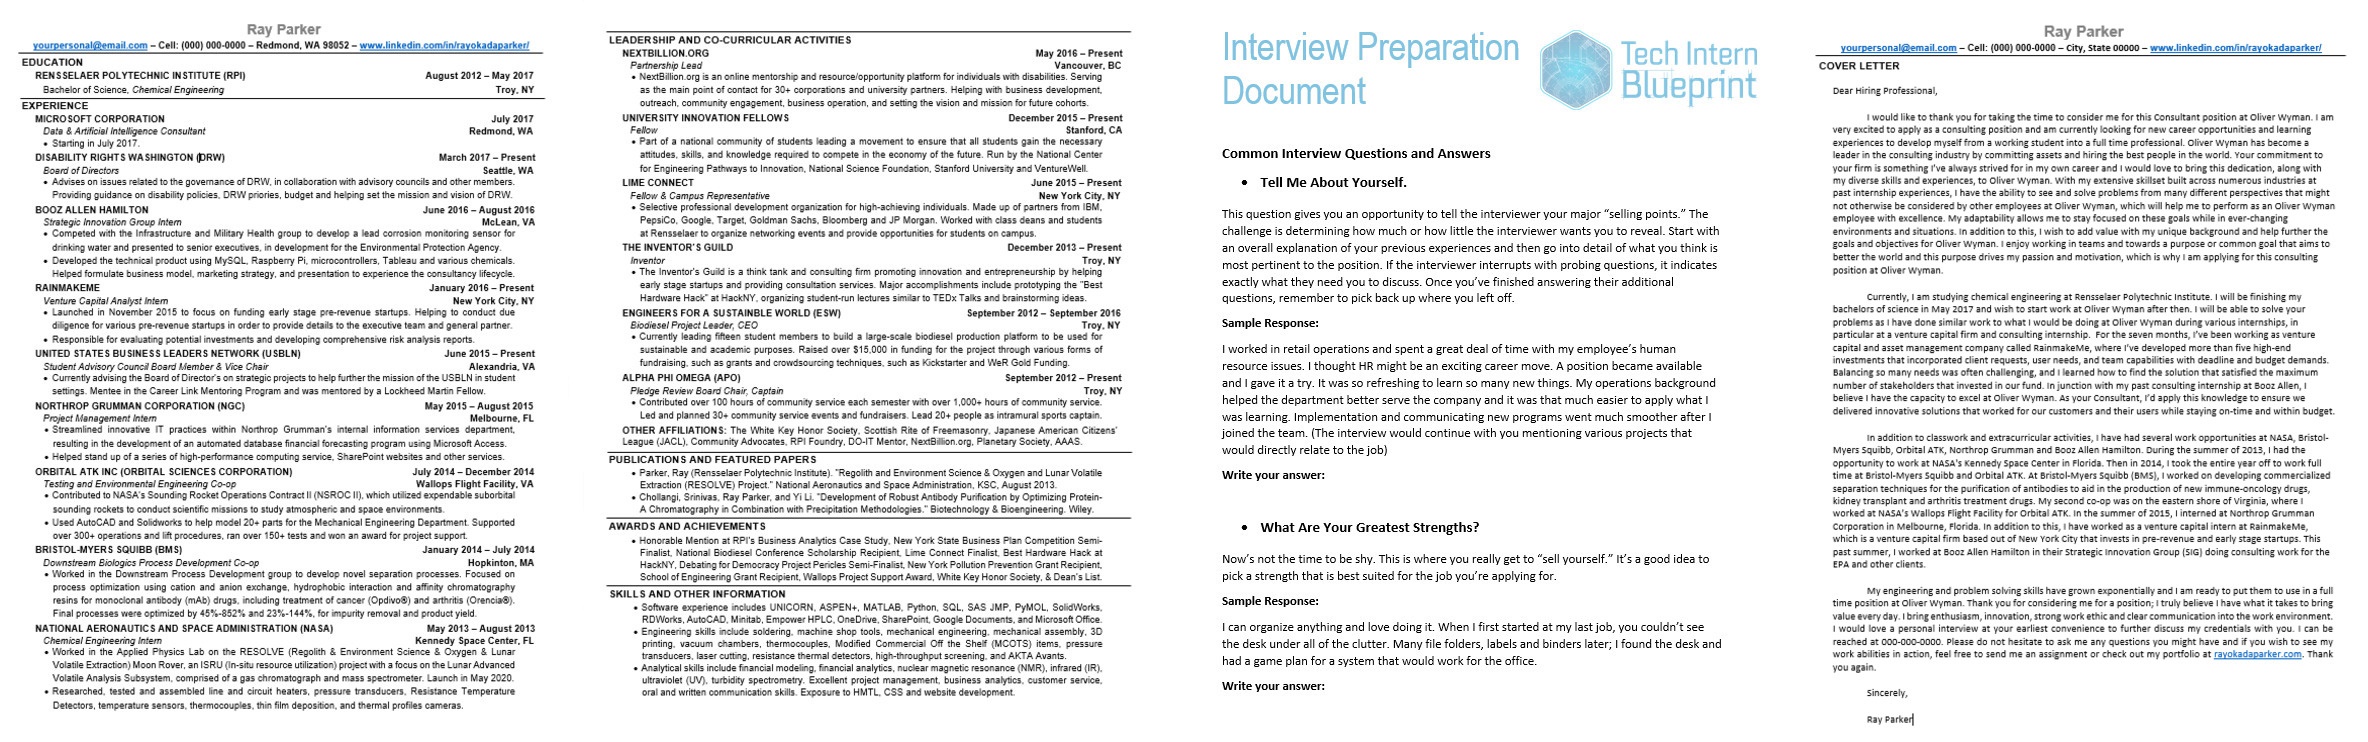 Ray Parker
yourpersonal@email.com – Cell: (000) 000-0000 – Redmond, WA 98052 – www.linkedin.com/in/rayokadaparker/
EDUCATION
RENSSELAER POLYTECHNIC INSTITUTE (RPI) August 2012 – May 2017
Bachelor of Science, Chemical Engineering Troy, NY
EXPERIENCE
MICROSOFT CORPORATION July 2017
Data & Artificial Intelligence Consultant Redmond, WA
• Starting in July 2017.
DISABILITY RIGHTS WASHINGTON (DRW) March 2017 – Present
Board of Directors Seattle, WA
• Advises on issues related to the governance of DRW, in collaboration with advisory councils and other members.
Providing guidance on disability policies, DRW priories, budget and helping set the mission and vision of DRW.
BOOZ ALLEN HAMILTON June 2016 – August 2016
Strategic Innovation Group Intern McLean, VA
• Competed with the Infrastructure and Military Health group to develop a lead corrosion monitoring sensor for
drinking water and presented to senior executives, in development for the Environmental Protection Agency.
• Developed the technical product using MySQL, Raspberry Pi, microcontrollers, Tableau and various chemicals.
Helped formulate business model, marketing strategy, and presentation to experience the consultancy lifecycle.
RAINMAKEME January 2016 – Present
Venture Capital Analyst Intern New York City, NY
• Launched in November 2015 to focus on funding early stage pre-revenue startups. Helping to conduct due
diligence for various pre-revenue startups in order to provide details to the executive team and general partner.
• Responsible for evaluating potential investments and developing comprehensive risk analysis reports.
UNITED STATES BUSINESS LEADERS NETWORK (USBLN) June 2015 – Present
Student Advisory Council Board Member & Vice Chair Alexandria, VA
• Currently advising the Board of Director's on strategic projects to help further the mission of the USBLN in student
settings. Mentee in the Career Link Mentoring Program and was mentored by a Lockheed Martin Fellow.
NORTHROP GRUMMAN CORPORATION (NGC) May 2015 – August 2015
Project Management Intern Melbourne, FL
• Streamlined innovative IT practices within Northrop Grumman's internal information services department,
resulting in the development of an automated database financial forecasting program using Microsoft Access.
• Helped stand up of a series of high-performance computing service, SharePoint websites and other services.
ORBITAL ATK INC (ORBITAL SCIENCES CORPORATION) July 2014 – December 2014
Testing and Environmental Engineering Co-op Wallops Flight Facility, VA
• Contributed to NASA's Sounding Rocket Operations Contract II (NSROC II), which utilized expendable suborbital
sounding rockets to conduct scientific missions to study atmospheric and space environments.
• Used AutoCAD and Solidworks to help model 20+ parts for the Mechanical Engineering Department. Supported
over 300+ operations and lift procedures, ran over 150+ tests and won an award for project support.
BRISTOL-MYERS SQUIBB (BMS) January 2014 – July 2014
Downstream Biologics Process Development Co-op Hopkinton, MA
• Worked in the Downstream Process Development group to develop novel separation processes. Focused on
process optimization using cation and anion exchange, hydrophobic interaction and affinity chromatography
resins for monoclonal antibody (mAb) drugs, including treatment of cancer (Opdivo®) and arthritis (Orencia®).
Final processes were optimized by 45%-852% and 23%-144%, for impurity removal and product yield.
NATIONAL AERONAUTICS AND SPACE ADMINISTRATION (NASA) May 2013 – August 2013
Chemical Engineering Intern Kennedy Space Center, FL
• Worked in the Applied Physics Lab on the RESOLVE (Regolith & Environment Science & Oxygen & Lunar
Volatile Extraction) Moon Rover, an ISRU (In-situ resource utilization) project with a focus on the Lunar Advanced
Volatile Analysis Subsystem, comprised of a gas chromatograph and mass spectrometer. Launch in May 2020.
• Researched, tested and assembled line and circuit heaters, pressure transducers, Resistance Temperature
Detectors, temperature sensors, thermocouples, thin film deposition, and thermal profiles cameras.
LEADERSHIP AND CO-CURRICULAR ACTIVITIES
NEXTBILLION.ORG May 2016 – Present
Partnership Lead Vancouver, BC
• NextBillion.org is an online mentorship and resource/opportunity platform for individuals with disabilities. Serving
as the main point of contact for 30+ corporations and university partners. Helping with business development,
outreach, community engagement, business operation, and setting the vision and mission for future cohorts.
UNIVERSITY INNOVATION FELLOWS December 2015 – Present
Fellow Stanford, CA
• Part of a national community of students leading a movement to ensure that all students gain the necessary
attitudes, skills, and knowledge required to compete in the economy of the future. Run by the National Center
for Engineering Pathways to Innovation, National Science Foundation, Stanford University and VentureWell.
LIME CONNECT June 2015 – Present
Fellow & Campus Representative New York City, NY
• Selective professional development organization for high-achieving individuals. Made up of partners from IBM,
PepsiCo, Google, Target, Goldman Sachs, Bloomberg and JP Morgan. Worked with class deans and students
at Rensselaer to organize networking events and provide opportunities for students on campus.
THE INVENTOR'S GUILD December 2013 – Present
Inventor Troy, NY
• The Inventor's Guild is a think tank and consulting firm promoting innovation and entrepreneurship by helping
early stage startups and providing consultation services. Major accomplishments include prototyping the "Best
Hardware Hack" at HackNY, organizing student-run lectures similar to TEDx Talks and brainstorming ideas.
ENGINEERS FOR A SUSTAINBLE WORLD (ESW) September 2012 – September 2016
Biodiesel Project Leader, CEO Troy, NY
• Currently leading fifteen student members to build a large-scale biodiesel production platform to be used for
sustainable and academic purposes. Raised over $15,000 in funding for the project through various forms of
fundraising, such as grants and crowdsourcing techniques, such as Kickstarter and WeR Gold Funding.
ALPHA PHI OMEGA (APO) September 2012 – Present
Pledge Review Board Chair, Captain Troy, NY
• Contributed over 100 hours of community service each semester with over 1,000+ hours of community service.
Led and planned 30+ community service events and fundraisers. Lead 20+ people as intramural sports captain.
OTHER AFFILIATIONS: The White Key Honor Society, Scottish Rite of Freemasonry, Japanese American Citizens'
League (JACL), Community Advocates, RPI Foundry, DO-IT Mentor, NextBillion.org, Planetary Society, AAAS.
PUBLICATIONS AND FEATURED PAPERS
• Parker, Ray (Rensselaer Polytechnic Institute). "Regolith and Environment Science & Oxygen and Lunar Volatile
Extraction (RESOLVE) Project." National Aeronautics and Space Administration, KSC, August 2013.
• Chollangi, Srinivas, Ray Parker, and Yi Li. "Development of Robust Antibody Purification by Optimizing Protein-
A Chromatography in Combination with Precipitation Methodologies." Biotechnology & Bioengineering. Wiley.
AWARDS AND ACHIEVEMENTS
• Honorable Mention at RPI's Business Analytics Case Study, New York State Business Plan Competition Semi-
Finalist, National Biodiesel Conference Scholarship Recipient, Lime Connect Finalist, Best Hardware Hack at
HackNY, Debating for Democracy Project Pericles Semi-Finalist, New York Pollution Prevention Grant Recipient,
School of Engineering Grant Recipient, Wallops Project Support Award, White Key Honor Society, & Dean's List.
SKILLS AND OTHER INFORMATION
• Software experience includes UNICORN, ASPEN+, MATLAB, Python, SQL, SAS JMP, PyMOL, SolidWorks,
RDWorks, AutoCAD, Minitab, Empower HPLC, OneDrive, SharePoint, Google Documents, and Microsoft Office.
• Engineering skills include soldering, machine shop tools, mechanical engineering, mechanical assembly, 3D
printing, vacuum chambers, thermocouples, Modified Commercial Off the Shelf (MCOTS) items, pressure
transducers, laser cutting, resistance thermal detectors, high-throughput screening, and AKTA Avants.
• Analytical skills include financial modeling, financial analytics, nuclear magnetic resonance (NMR), infrared (IR),
ultraviolet (UV), turbidity spectrometry. Excellent project management, business analytics, customer service,
oral and written communication skills. Exposure to HMTL, CSS and website development.
Interview Preparation
Document
Tech Intern
Blueprint
Common Interview Questions and Answers
• Tell Me About Yourself.
This question gives you an opportunity to tell the interviewer your major “selling points.” The
challenge is determining how much or how little the interviewer wants you to reveal. Start with
an overall explanation of your previous experiences and then go into detail of what you think is
most pertinent to the position. If the interviewer interrupts with probing questions, it indicates
exactly what they need you to discuss. Once you’ve finished answering their additional
questions, remember to pick back up where you left off.
Sample Response:
I worked in retail operations and spent a great deal of time with my employee’s human
resource issues. I thought HR might be an exciting career move. A position became available
and I gave it a try. It was so refreshing to learn so many new things. My operations background
helped the department better serve the company and it was that much easier to apply what I
was learning. Implementation and communicating new programs went much smoother after I
joined the team. (The interview would continue with you mentioning various projects that
would directly relate to the job)
Write your answer:
• What Are Your Greatest Strengths?
Now’s not the time to be shy. This is where you really get to “sell yourself.” It’s a good idea to
pick a strength that is best suited for the job you’re applying for.
Sample Response:
I can organize anything and love doing it. When I first started at my last job, you couldn’t see
the desk under all of the clutter. Many file folders, labels and binders later; I found the desk and
had a game plan for a system that would work for the office.
Write your answer:
Ray Parker
yourpersonal@email.com – Cell: (000) 000-0000 – City, State 00000 – www.linkedin.com/in/rayokadaparker/
COVER LETTER
Dear Hiring Professional,
I would like to thank you for taking the time to consider me for this Consultant position at Oliver Wyman. I am
very excited to apply as a consulting position and am currently looking for new career opportunities and learning
experiences to develop myself from a working student into a full time professional. Oliver Wyman has become a
leader in the consulting industry by committing assets and hiring the best people in the world. Your commitment to
your firm is something I've always strived for in my own career and I would love to bring this dedication, along with
my diverse skills and experiences, to Oliver Wyman. With my extensive skillset built across numerous industries at
past internship experiences, I have the ability to see and solve problems from many different perspectives that might
not otherwise be considered by other employees at Oliver Wyman, which will help me to perform as an Oliver Wyman
employee with excellence. My adaptability allows me to stay focused on these goals while in ever-changing
environments and situations. In addition to this, I wish to add value with my unique background and help further the
goals and objectives for Oliver Wyman. I enjoy working in teams and towards a purpose or common goal that aims to
better the world and this purpose drives my passion and motivation, which is why I am applying for this consulting
position at Oliver Wyman.
Currently, I am studying chemical engineering at Rensselaer Polytechnic Institute. I will be finishing my
bachelors of science in May 2017 and wish to start work at Oliver Wyman after then. I will be able to solve your
problems as I have done similar work to what I would be doing at Oliver Wyman during various internships, in
particular a venture capital firm and consulting internship. For the seven months, I've been working as venture
capital and asset management company called RainmakeMe, where I've developed more than five high-end
investments that incorporated client requests, user needs, and team capabilities with deadline and budget demands.
Balancing so many needs was often challenging, and I learned how to find the solution that satisfied the maximum
number of stakeholders that invested in our fund. In junction with my past consulting internship at Booz Allen, I
believe I have the capacity to excel at Oliver Wyman. As your Consultant, I'd apply this knowledge to ensure we
delivered innovative solutions that worked for our customers and their users while staying on-time and within budget.
In addition to classwork and extracurricular activities, I have had several work opportunities at NASA, Bristol-
Myers Squibb, Orbital ATK, Northrop Grumman and Booz Allen Hamilton. During the summer of 2013, I had the
opportunity to work at NASA's Kennedy Space Center in Florida. Then in 2014, I took the entire year off to work full
time at Bristol-Myers Squibb and Orbital ATK. At Bristol-Myers Squibb (BMS), I worked on developing commercialized
separation techniques for the purification of antibodies to aid in the production of new immune-oncology drugs,
kidney transplant and arthritis treatment drugs. My second co-op was on the eastern shore of Virginia, where I
worked at NASA's Wallops Flight Facility for Orbital ATK. In the summer of 2015, I interned at Northrop Grumman
Corporation in Melbourne, Florida. In addition to this, I have worked as a venture capital intern at RainmakeMe,
which is a venture capital firm based out of New York City that invests in pre-revenue and early stage startups. This
past summer, I worked at Booz Allen Hamilton in their Strategic Innovation Group (SIG) doing consulting work for the
EPA and other clients.
My engineering and problem solving skills have grown exponentially and I am ready to put them to use in a full
time position at Oliver Wyman. Thank you for considering me for a position; I truly believe I have what it takes to bring
value every day. I bring enthusiasm, innovation, strong work ethic and clear communication into the work environment.
I would love a personal interview at your earliest convenience to further discuss my credentials with you. I can be
reached at 000-000-0000. Please do not hesitate to ask me any questions you might have and if you wish to see my
work abilities in action, feel free to send me an assignment or check out my portfolio at rayokadaparker.com. Thank
you again.
Sincerely,
Ray Parker